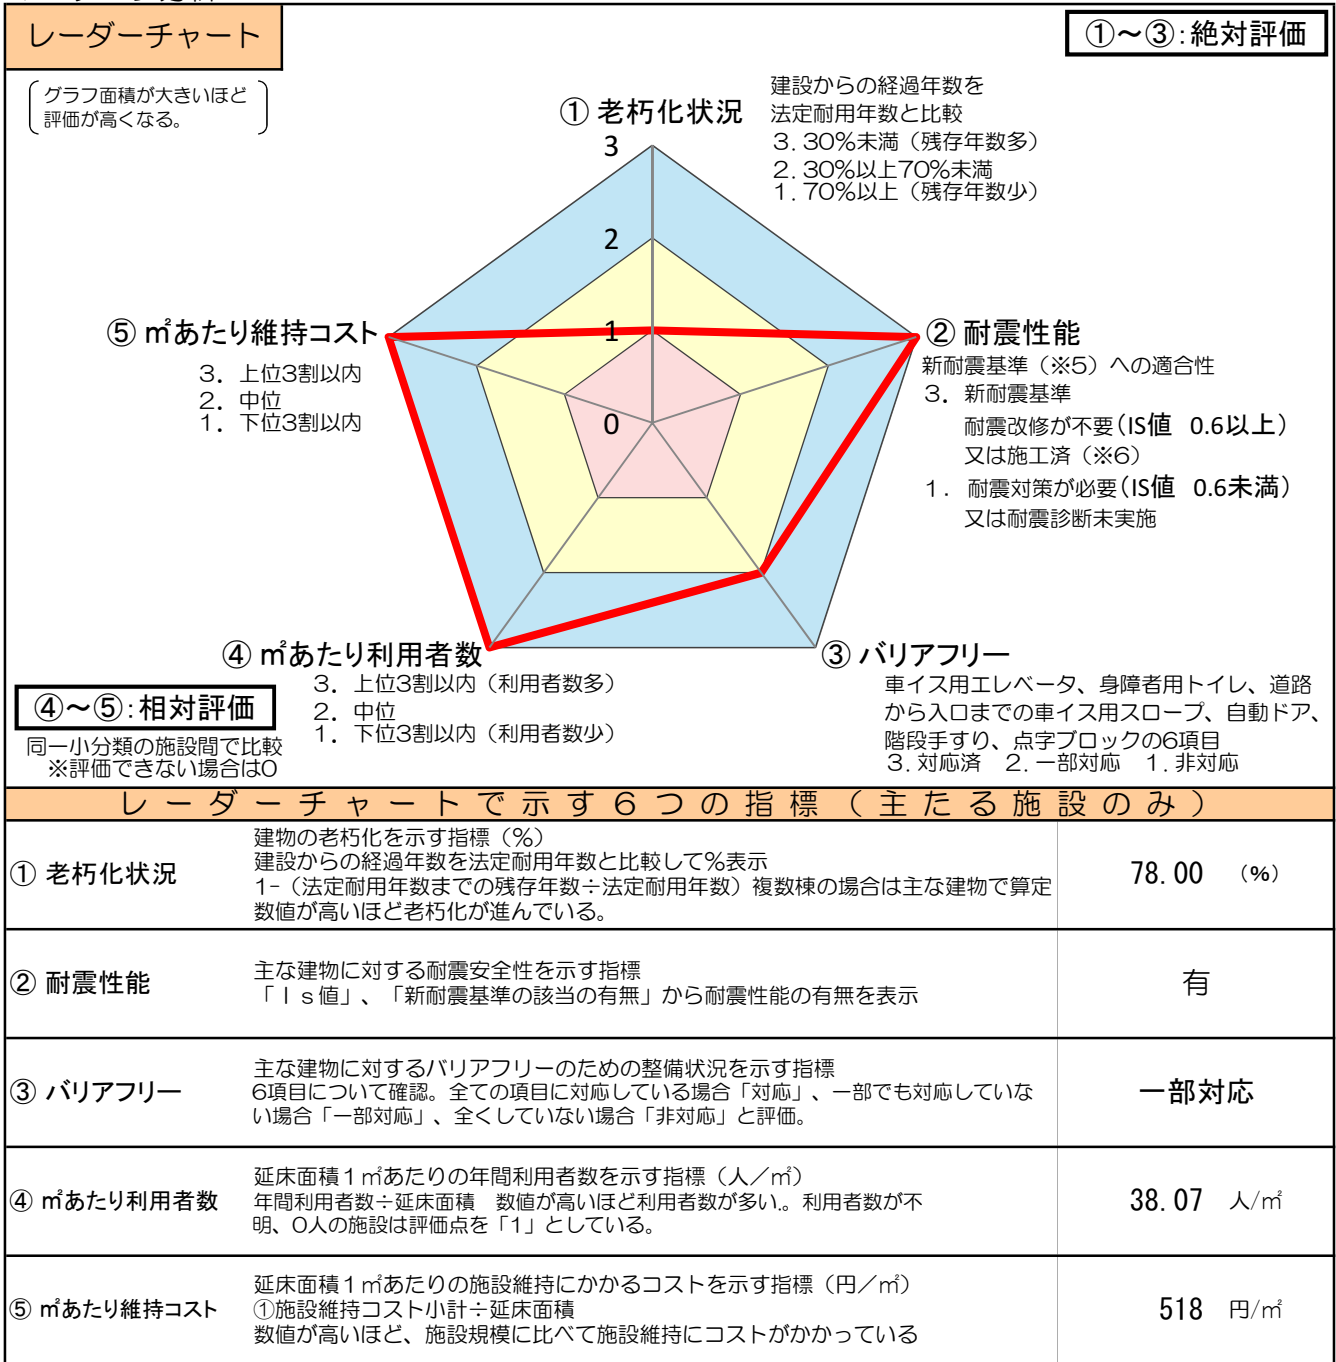 レーダーチャート
①～③:絶対評価
グラフ面積が大きいほど
評価が高くなる。
① 老朽化状況
建設からの経過年数を
法定耐用年数と比較
3.30%未満（残存年数多）
2.30%以上70%未満
1.70%以上（残存年数少）
3
2
1
0
⑤ ㎡あたり維持コスト
3. 上位3割以内
2. 中位
1. 下位3割以内
② 耐震性能
新耐震基準（※5）への適合性
3. 新耐震基準
耐震改修が不要(IS値 0.6以上)
又は施工済（※6）
1. 耐震対策が必要(IS値 0.6未満)
又は耐震診断未実施
④ ㎡あたり利用者数
3. 上位3割以内（利用者数多）
2. 中位
1. 下位3割以内（利用者数少）
③ バリアフリー
車イス用エレベータ、身障者用トイレ、道路
から入口までの車イス用スロープ、自動ドア、
階段手すり、点字ブロックの6項目
3.対応済 2.一部対応 1.非対応
④～⑤:相対評価
同一小分類の施設間で比較
※評価できない場合は0
レーダーチャートで示す6つの指標（主たる施設のみ）
① 老朽化状況
建物の老朽化を示す指標（%）
建設からの経過年数を法定耐用年数と比較して%表示
1-（法定耐用年数までの残存年数÷法定耐用年数）複数棟の場合は主な建物で算定
数値が高いほど老朽化が進んでいる。
78.00 (%)
② 耐震性能
主な建物に対する耐震安全性を示す指標
「Ｉｓ値」、「新耐震基準の該当の有無」から耐震性能の有無を表示
有
③ バリアフリー
主な建物に対するバリアフリーのための整備状況を示す指標
6項目について確認。全ての項目に対応している場合「対応」、一部でも対応していな
い場合「一部対応」、全くしていない場合「非対応」と評価。
一部対応
④ ㎡あたり利用者数
延床面積１㎡あたりの年間利用者数を示す指標（人／㎡）
年間利用者数÷延床面積 数値が高いほど利用者数が多い。利用者数が不
明、0人の施設は評価点を「1」としている。
38.07 人/㎡
⑤ ㎡あたり維持コスト
延床面積１㎡あたりの施設維持にかかるコストを示す指標（円／㎡）
①施設維持コスト小計÷延床面積
数値が高いほど、施設規模に比べて施設維持にコストがかかっている
518 円/㎡